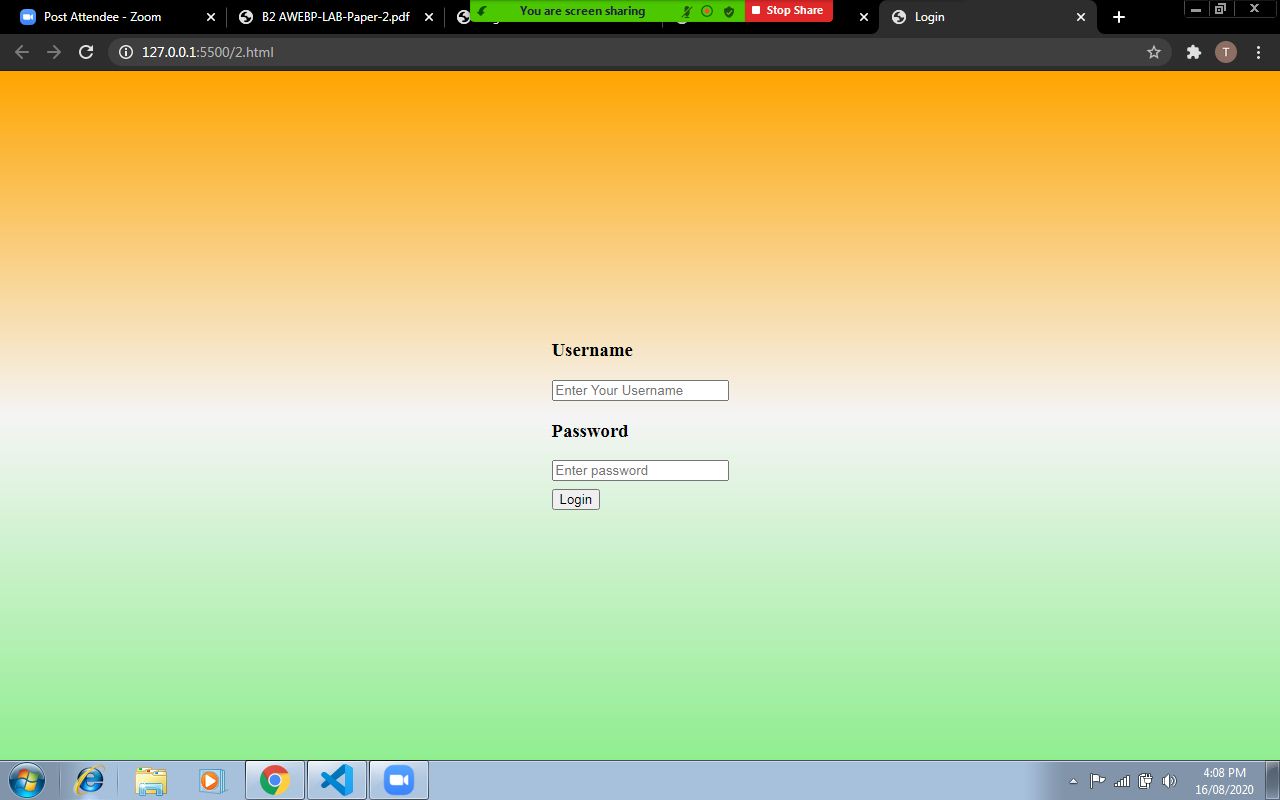 Post Attendee - Zoom
B2 AWEBP-LAB-Paper-2.pdf
You are screen sharing
Stop Share
Login
127.0.0.1:5500/2.html
T
Username
Enter Your Username
Password
Enter password
Login
4:08 PM
16/08/2020